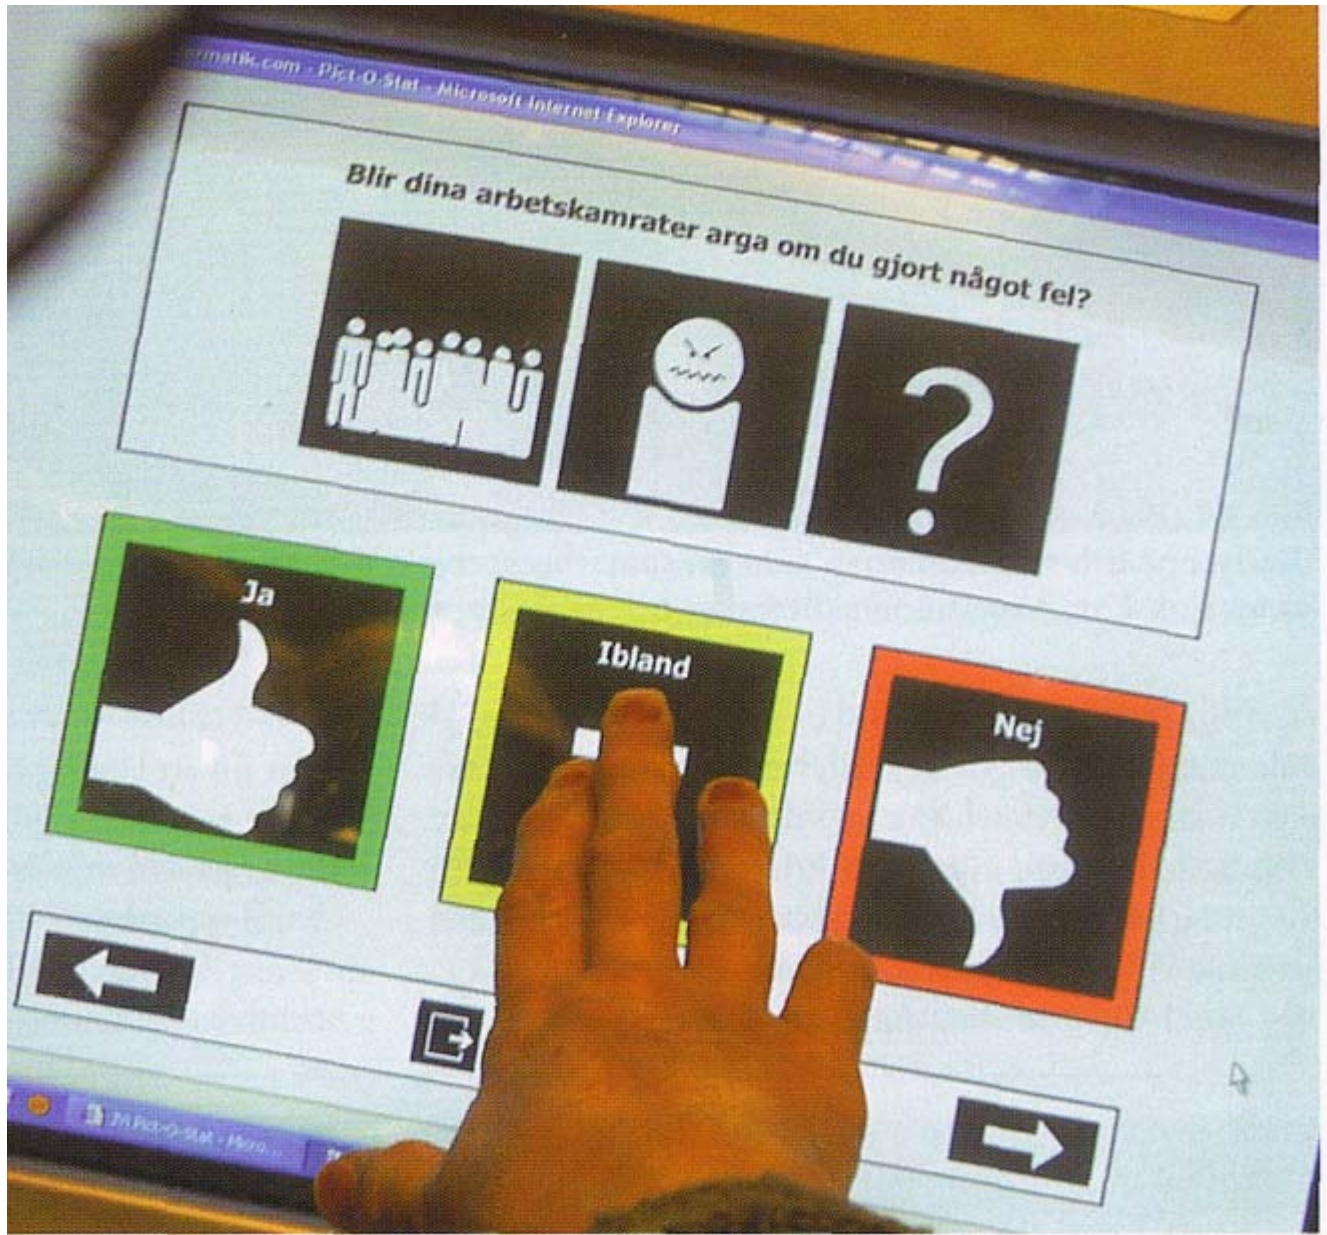 rmatik.com - Pict-O-Stat - Microsoft Internet Explorer
Blir dina arbetskamrater arga om du gjort något fel?
?
Ja
Ibland
Nej
Pict-O-Stat - Micro...